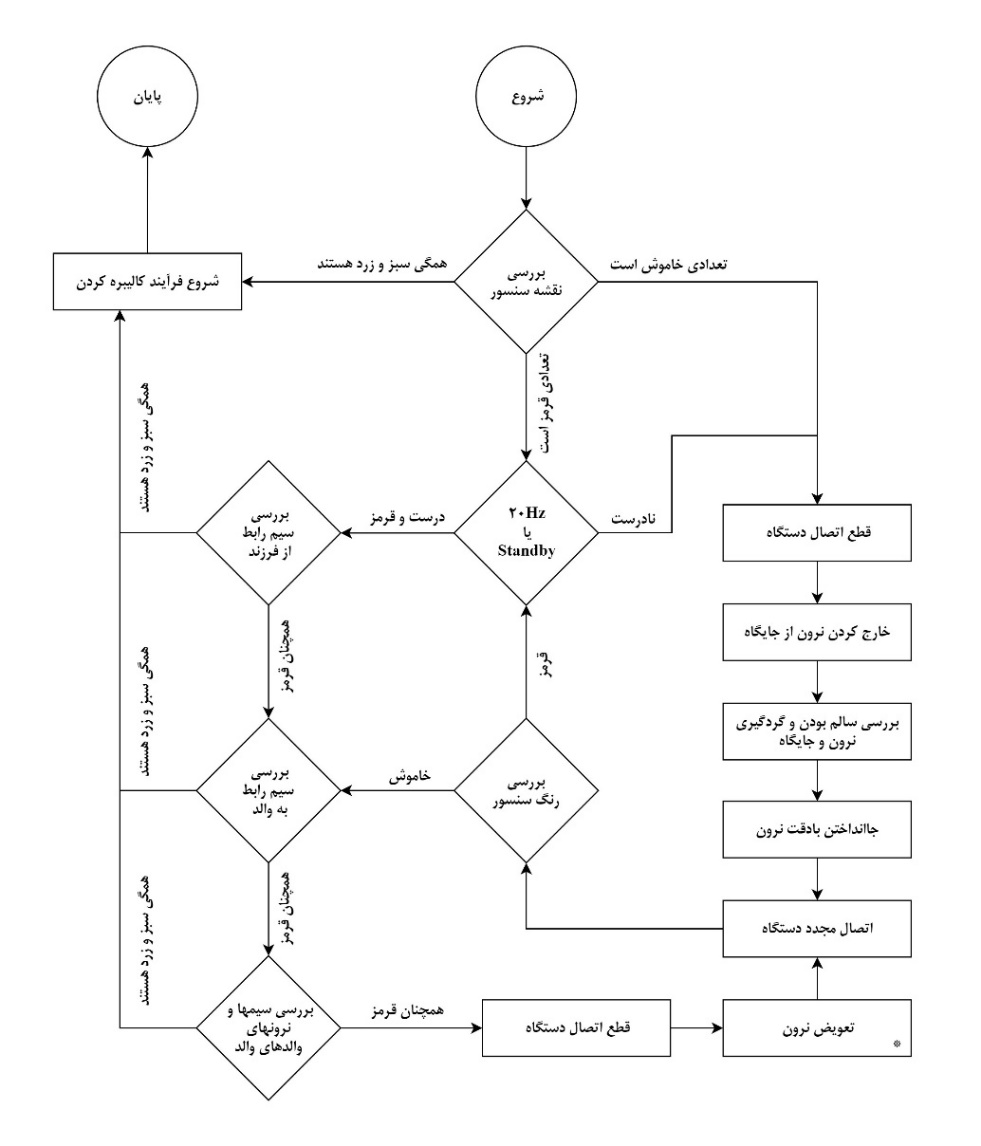 پایان
شروع
همگی سبز و زرد هستند
تعدادی خاموش است
شروع فرآیند کالیبره کردن
بررسی
نقشه سنسور
تعدادی قرمز است
همگی سبز و زرد هستند
بررسی
سیم رابط
از فرزند
درست و قرمز
۲۰Hz
یا
Standby
نادرست
قطع اتصال دستگاه
خارج کردن نرون از جایگاه
همچنان قرمز
قرمز
همگی سبز و زرد هستند
بررسی سالم بودن و گردگیری
نرون و جایگاه
بررسی
سیم رابط
به والد
خاموش
بررسی
رنگ سنسور
جاانداختن بادقت نرون
همچنان قرمز
همگی سبز و زرد هستند
اتصال مجدد دستگاه
بررسی سیمها و
نرونهای
والدهای والد
همچنان قرمز
قطع اتصال دستگاه
تعویض نرون
*